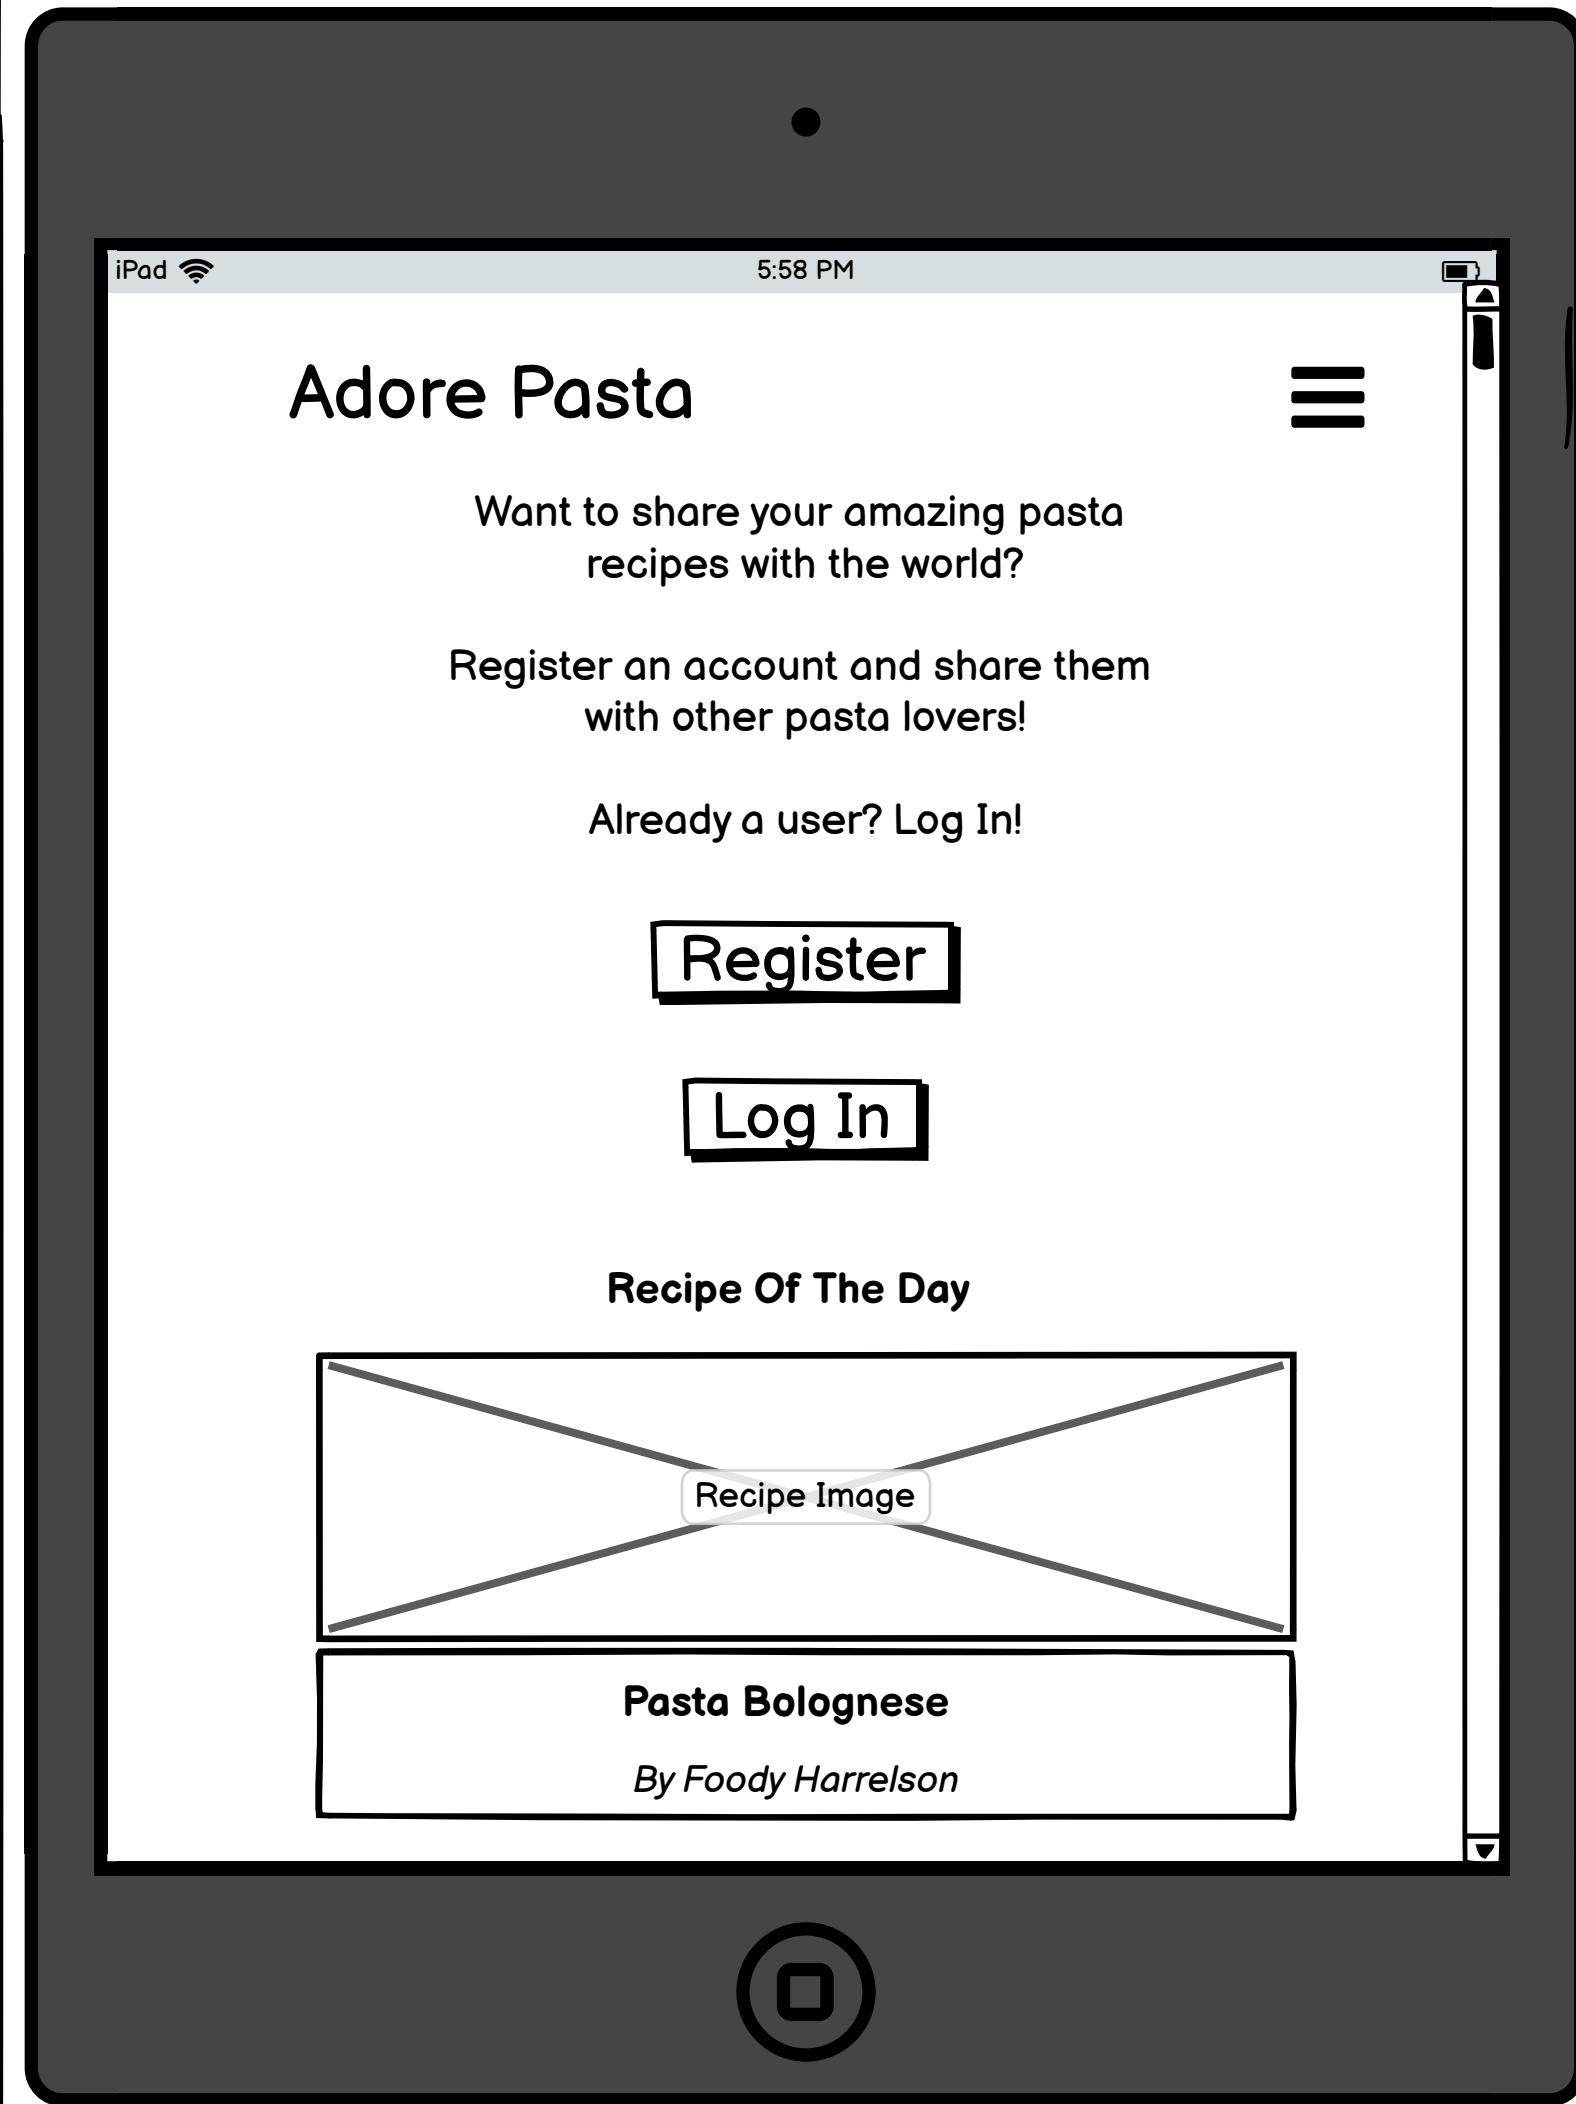 iPad
5:58 PM
Adore Pasta
Want to share your amazing pasta
recipes with the world?
Register an account and share them
with other pasta lovers!
Already a user? Log In!
Register
Log In
Recipe Of The Day
Recipe Image
Pasta Bolognese
By Foody Harrelson